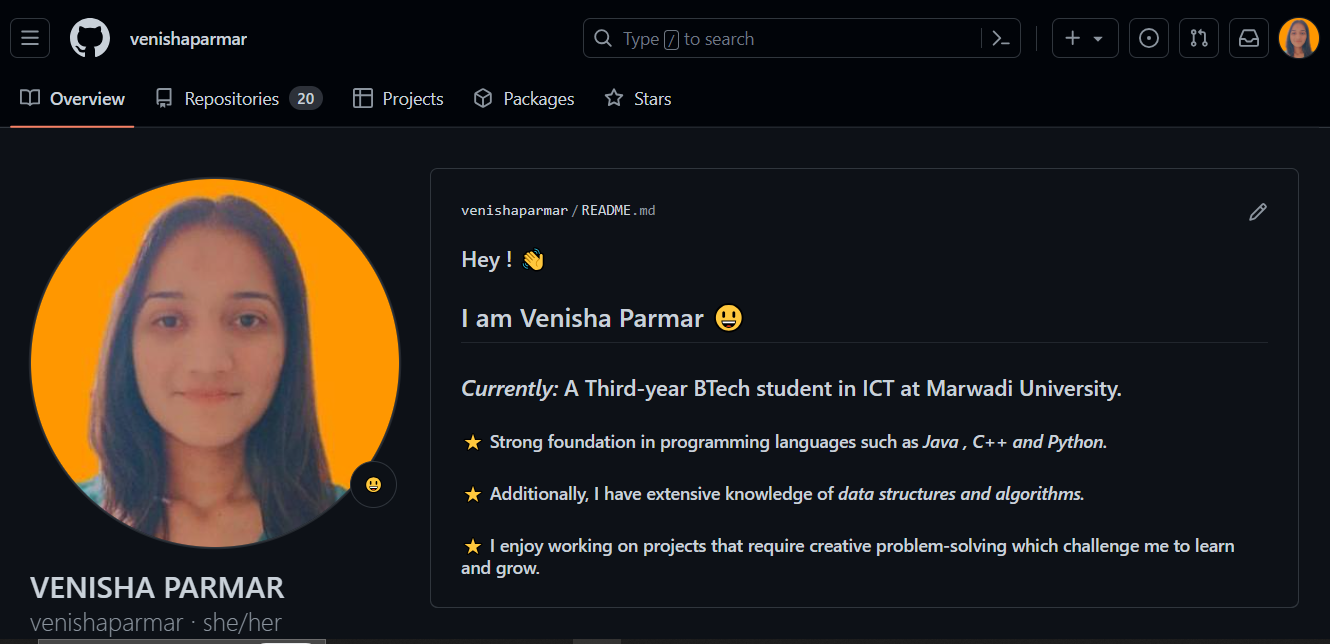 venishaparmar
Type / to search
Overview
Repositories 20
Projects
Packages
Stars
venishaparmar / README.md
Hey ! 👋
I am Venisha Parmar 😃
Currently: A Third-year BTech student in ICT at Marwadi University.
⭐ Strong foundation in programming languages such as Java , C++ and Python.
⭐ Additionally, I have extensive knowledge of data structures and algorithms.
⭐ I enjoy working on projects that require creative problem-solving which challenge me to learn
and grow.
VENISHA PARMAR
venishaparmar · she/her